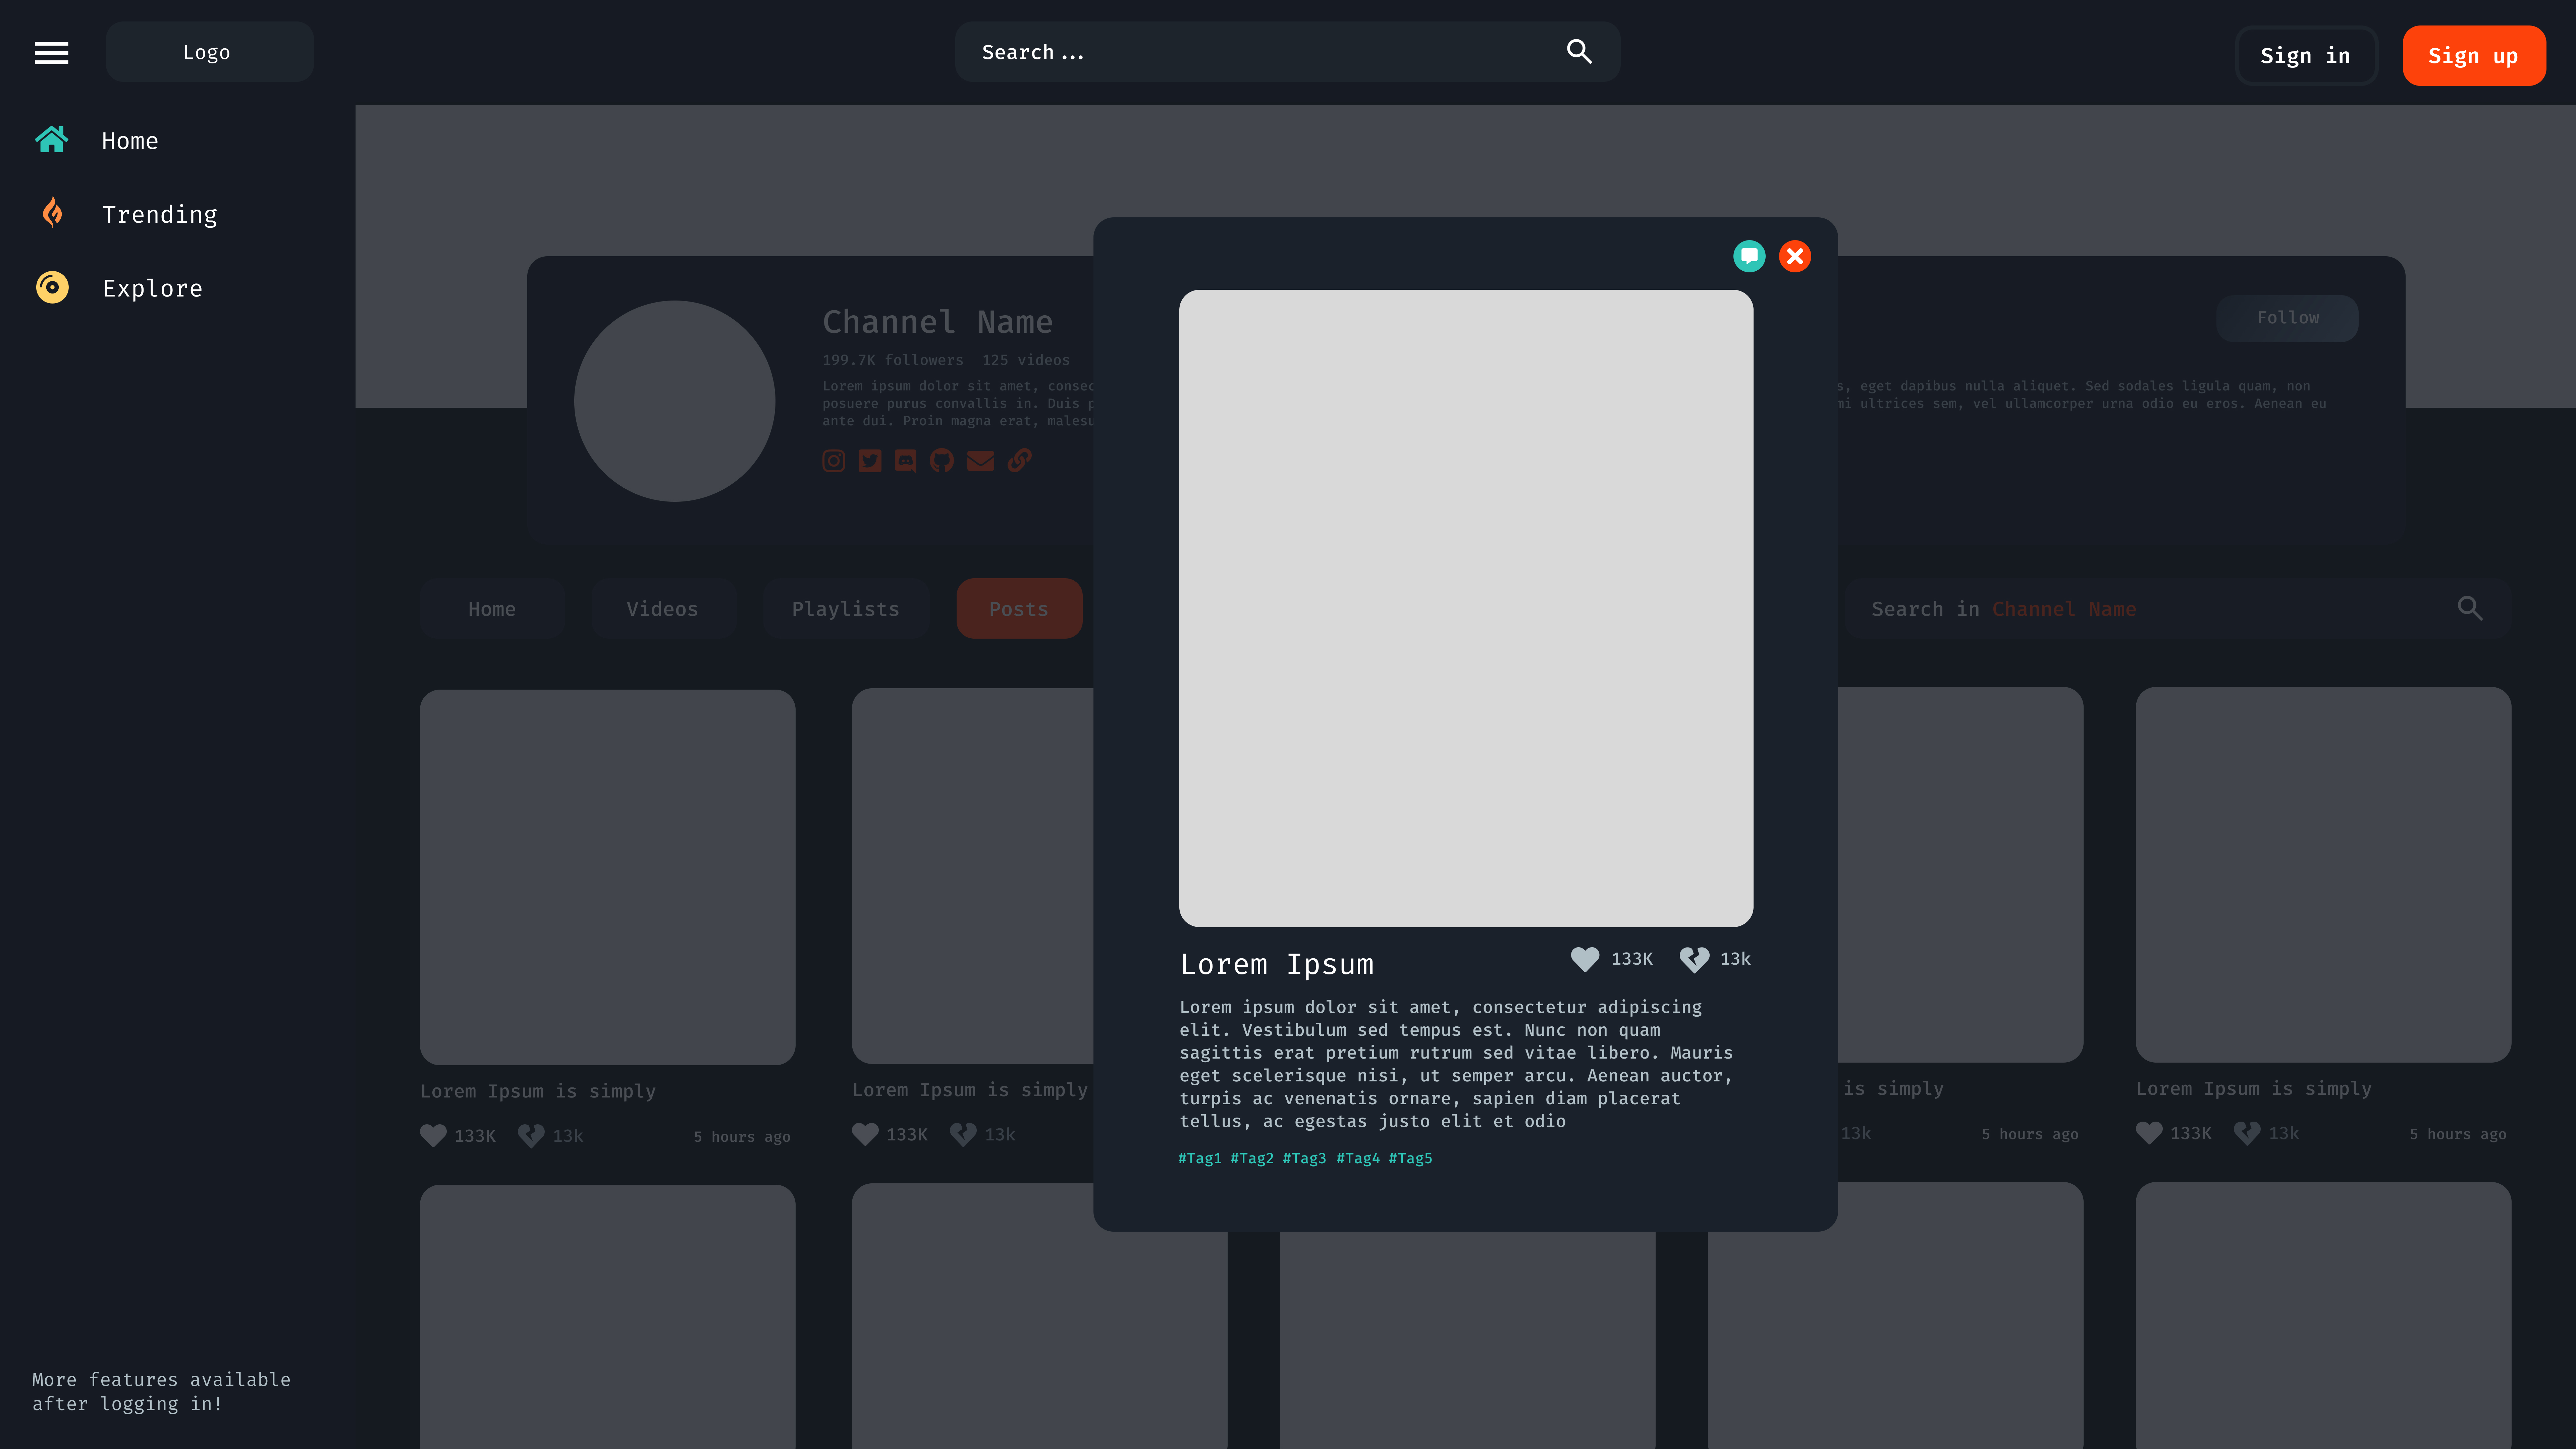 Logo
Search...
Sign in
Sign up
Home
Trending
Explore
More features available
after logging in!
Channel Name
199.7K followers 125 videos
Lorem ipsum dolor sit amet,
posuere purus convallis in. Duis
ante dui. Proin magna erat,
eget dapibus nulla aliquet. Sed sodales ligula quam, non
ultrices sem, vel ullamcorper urna odio eu eros. Aenean eu
Follow
Home
Videos
Playlists
Posts
Search in Channel Name
Lorem Ipsum
133K
13k
Lorem ipsum dolor sit amet, consectetur adipiscing
elit. Vestibulum sed tempus est. Nunc non quam
sagittis erat pretium rutrum sed vitae libero. Mauris
eget scelerisque nisi, ut semper arcu. Aenean auctor,
turpis ac venenatis ornare, sapien diam placerat
tellus, ac egestas justo elit et odio
#Tag1 #Tag2 #Tag3 #Tag4 #Tag5
Lorem Ipsum is simply
133K
13k
5 hours ago
Lorem Ipsum is simply
133K
13k
is simply
13k
5 hours ago
Lorem Ipsum is simply
133K
13k
5 hours ago